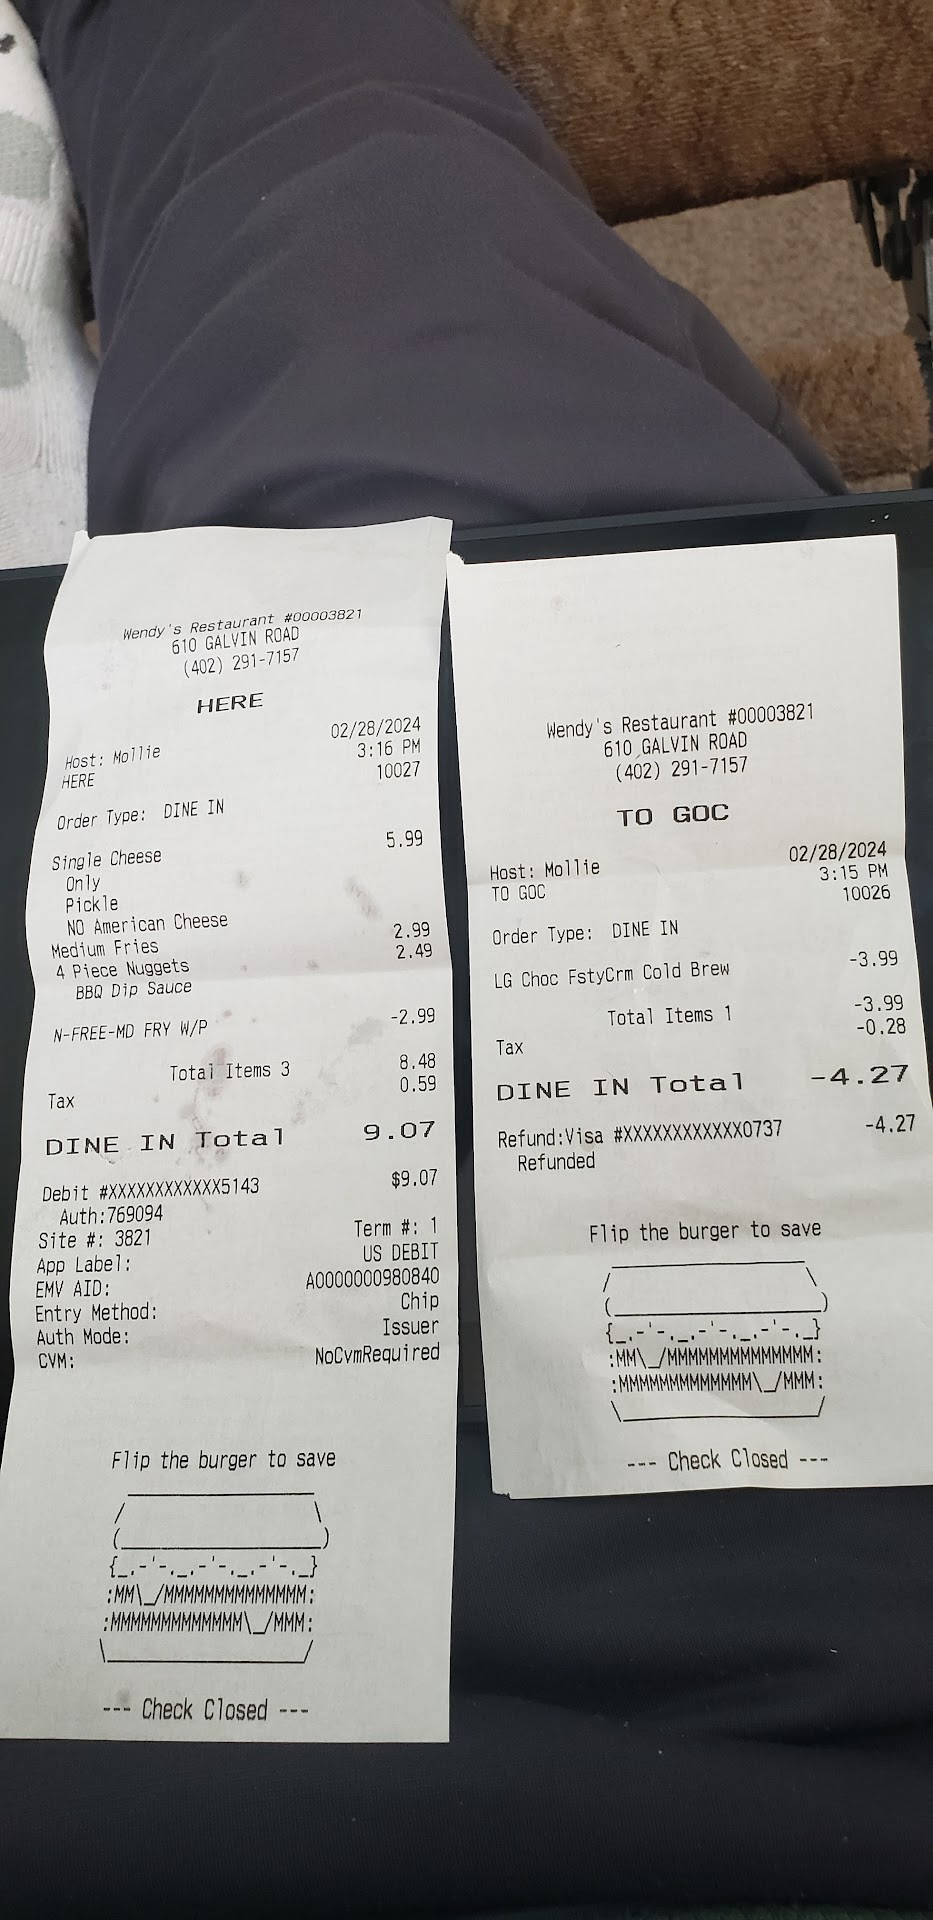 Wendy's Restaurant #00003821
610 GALVIN ROAD
(402) 291-7157
HERE
02/28/2024
Host: Mollie 3:16 PM
HERE 10027
Order Type: DINE IN
Single Cheese 5.99
Only
Pickle
NO American Cheese
Medium Fries 2.99
4 Piece Nuggets 2.49
BBQ Dip Sauce
N-FREE-MD FRY W/P -2.99
Total Items 3 8.48
Tax 0.59
DINE IN Total 9.07
Debit #XXXXXXXXXXXX5143 $9.07
Auth:769094
Site #: 3821 Term #: 1
App Label: US DEBIT
EMV AID: A0000000980840
Entry Method: Chip
Auth Mode: Issuer
CVM: NoCvmRequired
Flip the burger to save
{_.-'-._.-'-._.-'-._}
:MM\_/MMMMMMMMMMMMMM:
:MMMMMMMMMMMMM\_/MMM:
--- Check Closed ---
Wendy's Restaurant #00003821
610 GALVIN ROAD
(402) 291-7157
TO GOC
02/28/2024
Host: Mollie 3:15 PM
TO GOC 10026
Order Type: DINE IN
LG Choc FstyCrm Cold Brew -3.99
Total Items 1 -3.99
Tax -0.28
DINE IN Total -4.27
Refund:Visa #XXXXXXXXXXXX0737 -4.27
Refunded
Flip the burger to save
{_.-'-._.-'-._.-'-._}
:MM\_/MMMMMMMMMMMMMM:
:MMMMMMMMMMMMM\_/MMM:
--- Check Closed ---